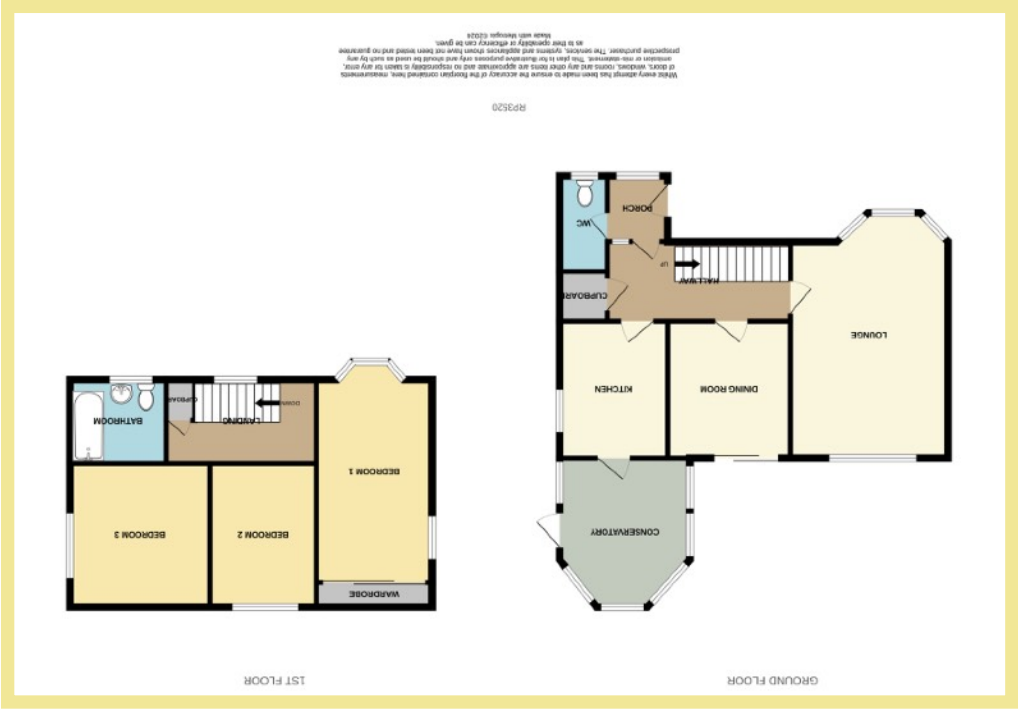 GROUND FLOOR
1ST FLOOR
CONSERVATORY
KITCHEN
DINING ROOM
LOUNGE
CUPBOARD
HALLWAY
UP
WC
PORCH
WARDROBE
BEDROOM 1
BEDROOM 2
BEDROOM 3
LANDING
DOWN
CUPBOARD
BATHROOM
RP3520
Whilst every attempt has been made to ensure the accuracy of the floorplan contained here, measurements
of doors, windows, rooms and any other items are approximate and no responsibility is taken for any error,
omission or mis-statement. This plan is for illustrative purposes only and should be used as such by any
prospective purchaser. The services, systems and appliances shown have not been tested and no guarantee
as to their operability or efficiency can be given.
Made with Metropix ©2024